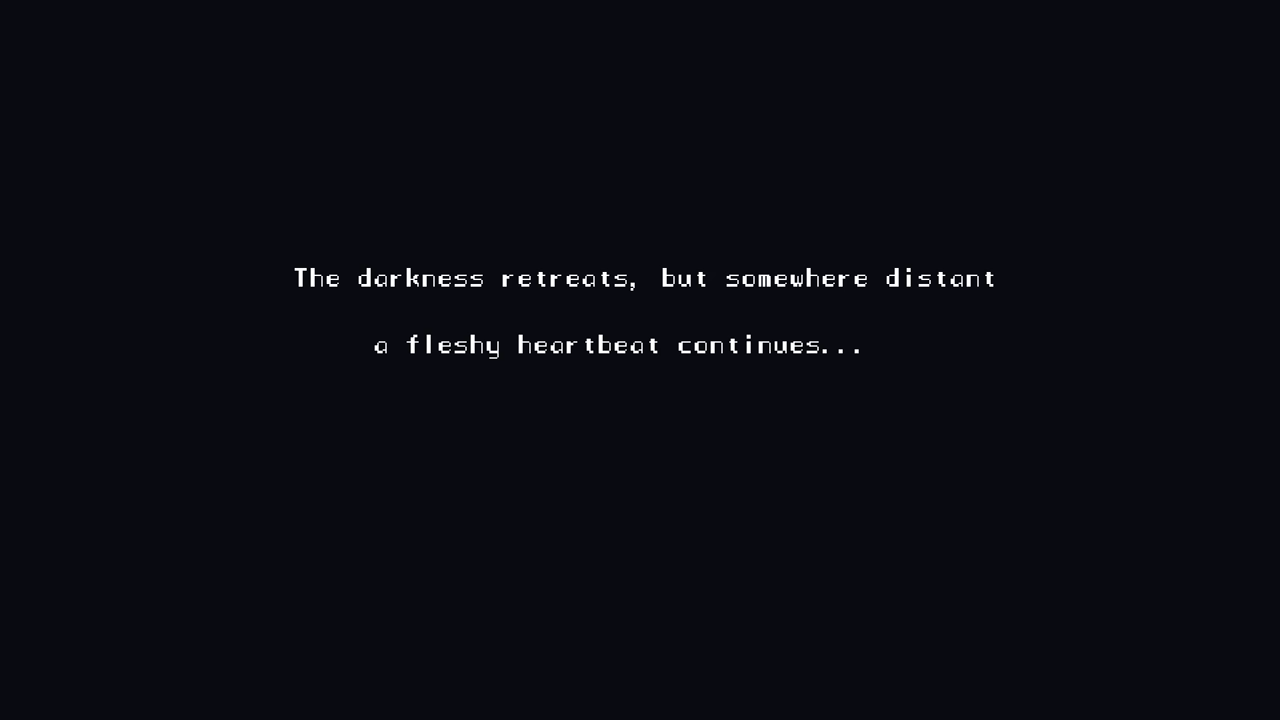 The darkness retreats, but somewhere distant
a fleshy heartbeat continues...